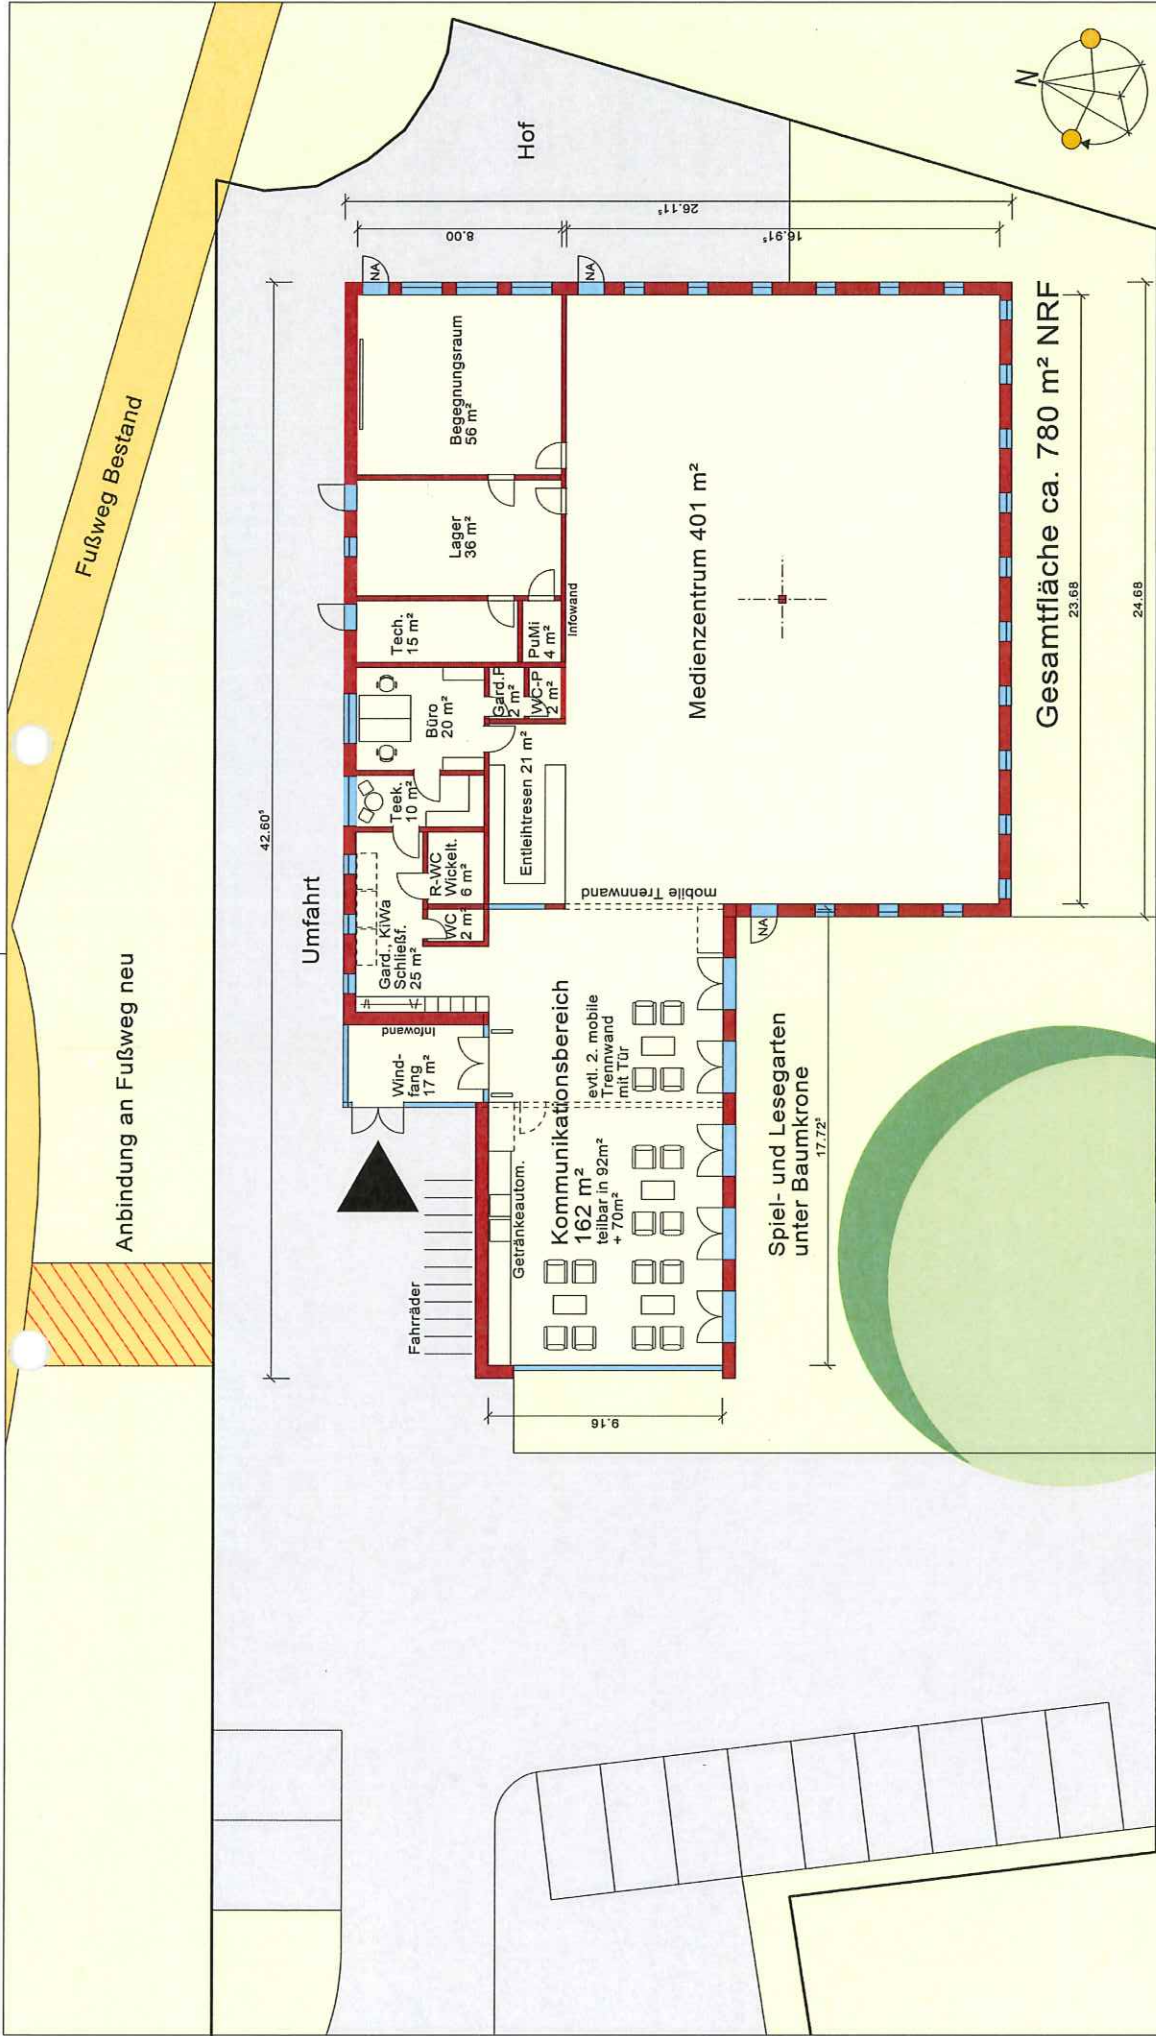 Fußweg Bestand
Anbindung an Fußweg neu
Umfahrt
Hof
N
42.60⁵
26.11⁵
8.00
16.91⁵
NA
NA
Begegnungsraum
56 m²
Lager
36 m²
Tech.
15 m²
PuMi
4 m²
Infowand
Büro
20 m²
Gard.P
2 m²
WC-P
2 m²
Teek.
10 m²
Entleihtresen 21 m²
R-WC
Wickelt.
6 m²
WC
2 m²
Gard., KiWa
Schließf.
25 m²
Infowand
Wind-
fang
17 m²
Medienzentrum 401 m²
mobile Trennwand
NA
Kommunikationsbereich
162 m²
teilbar in 92m²
+ 70m²
evtl. 2. mobile
Trennwand
mit Tür
Getränkeautom.
Fahrräder
9.16
17.72²
Spiel- und Lesegarten
unter Baumkrone
Gesamtfläche ca. 780 m² NRF
23.68
24.68